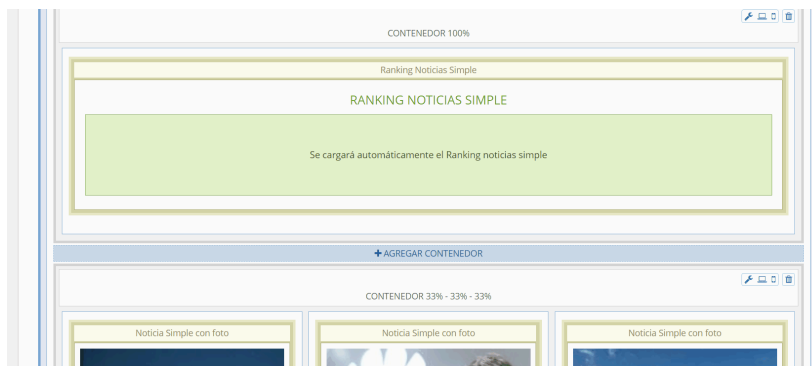 CONTENEDOR 100%
Ranking Noticias Simple
RANKING NOTICIAS SIMPLE
Se cargará automáticamente el Ranking noticias simple
+ AGREGAR CONTENEDOR
CONTENEDOR 33% - 33% - 33%
Noticia Simple con foto
Noticia Simple con foto
Noticia Simple con foto